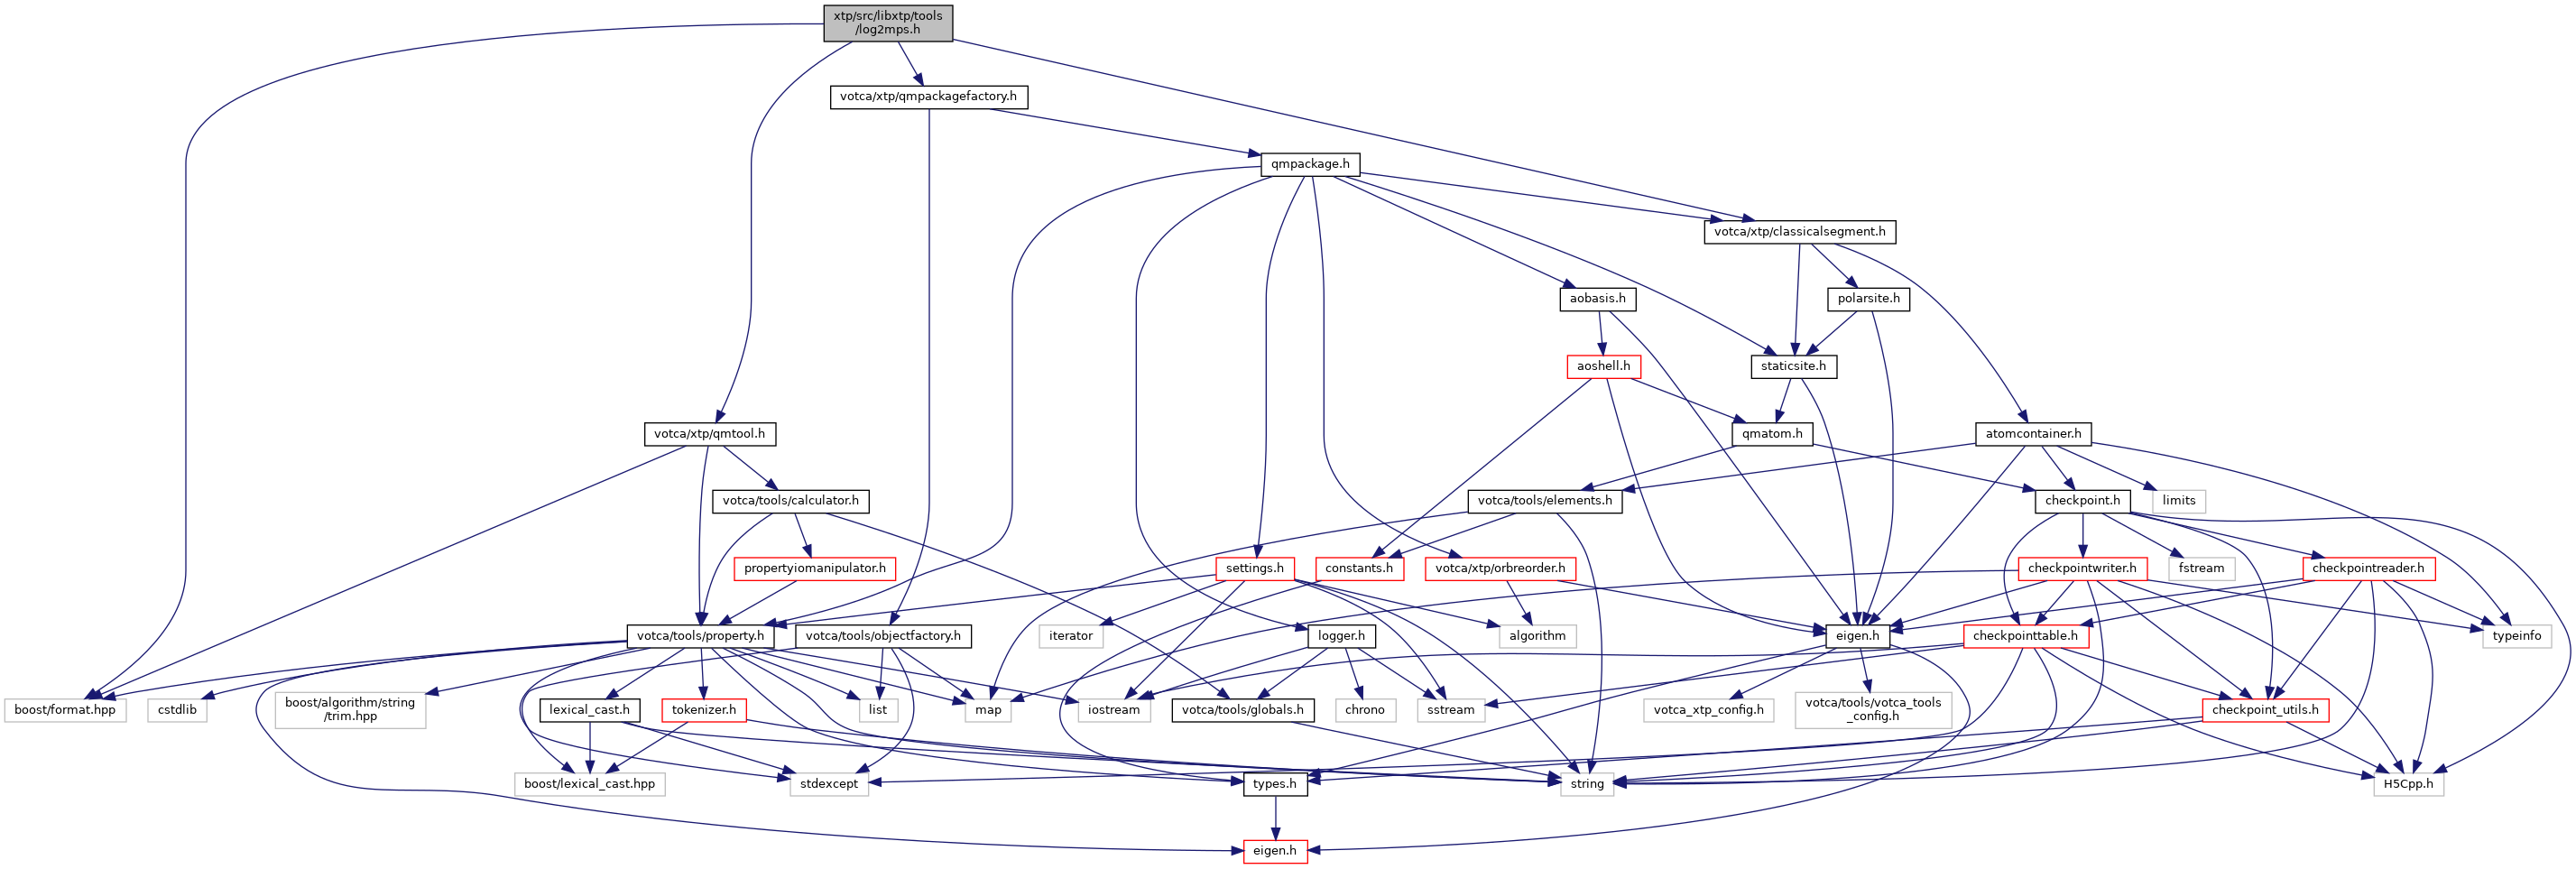 xtp/src/libxtp/tools
/log2mps.h
votca/xtp/qmpackagefactory.h
qmpackage.h
votca/xtp/classicalsegment.h
aobasis.h
polarsite.h
aoshell.h
staticsite.h
votca/xtp/qmtool.h
qmatom.h
atomcontainer.h
votca/tools/calculator.h
votca/tools/elements.h
checkpoint.h
limits
propertyiomanipulator.h
settings.h
constants.h
votca/xtp/orbreorder.h
checkpointwriter.h
fstream
checkpointreader.h
votca/tools/property.h
votca/tools/objectfactory.h
iterator
logger.h
algorithm
eigen.h
checkpointtable.h
typeinfo
boost/format.hpp
cstdlib
boost/algorithm/string
/trim.hpp
lexical_cast.h
tokenizer.h
list
map
iostream
votca/tools/globals.h
chrono
sstream
votca_xtp_config.h
votca/tools/votca_tools
_config.h
checkpoint_utils.h
boost/lexical_cast.hpp
stdexcept
types.h
string
H5Cpp.h
eigen.h